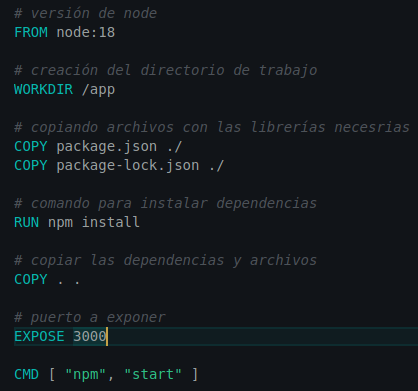 # versión de node
FROM node:18
# creación del directorio de trabajo
WORKDIR /app
# copiando archivos con las librerías necesrias
COPY package.json ./
COPY package-lock.json ./
# comando para instalar dependencias
RUN npm install
# copiar las dependencias y archivos
COPY . .
# puerto a exponer
EXPOSE 3000
CMD [ "npm", "start" ]